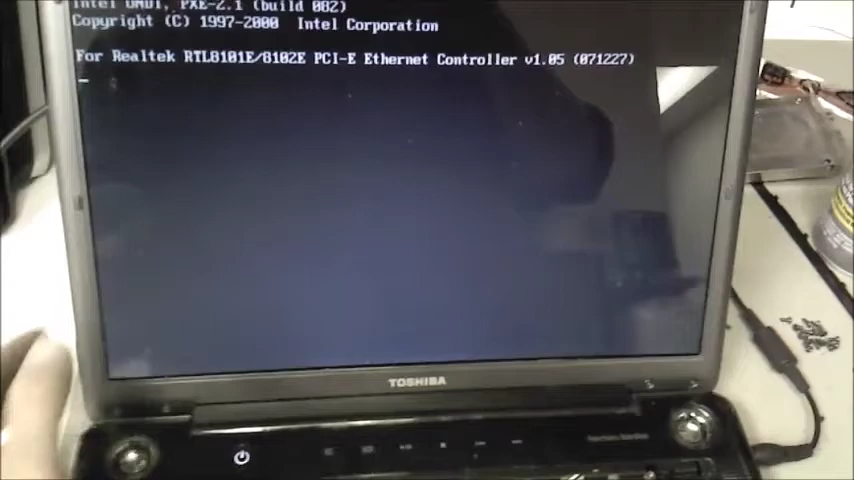 Intel UNDI, PXE-2.1 (build 082)
Copyright (C) 1997-2000 Intel Corporation
For Realtek RTL8101E/8102E PCI-E Ethernet Controller v1.05 (071227)
TOSHIBA